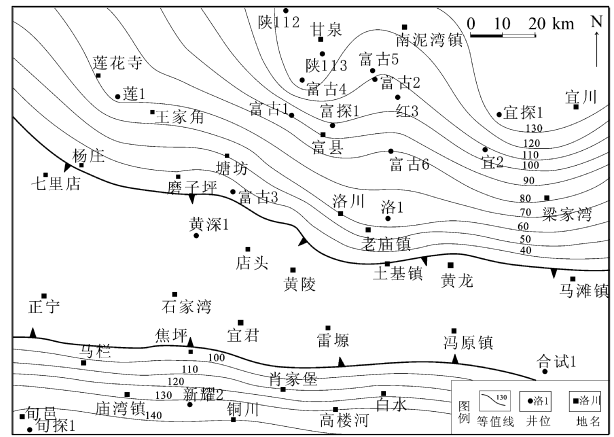 陕112
甘泉
南泥湾镇
0 10 20 km
N
莲花寺
陕113
富古5
富古4
富古2
莲1
王家角
富古1
富探1
红3
宜探1
宜川
130
120
110
100
90
80
70
60
50
40
富县
富古6
宜2
杨庄
七里店
塘坊
磨子坪
富古3
洛川
洛1
梁家湾
黄深1
老庙镇
店头
黄陵
土基镇
黄龙
马滩镇
正宁
石家湾
宜君
雷塬
冯原镇
焦坪
马栏
100
110
120
130
140
合试1
肖家堡
旬邑
旬探1
庙湾镇
新耀2
铜川
高楼河
白水
图例
130
等值线
洛1
井位
洛川
地名